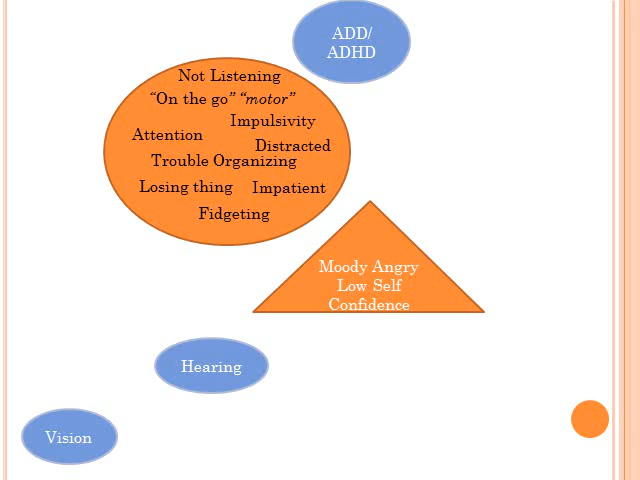 ADD/
ADHD
Not Listening
“On the go” “motor”
Impulsivity
Attention
Distracted
Trouble Organizing
Losing thing Impatient
Fidgeting
Moody Angry
Low Self
Confidence
Hearing
Vision